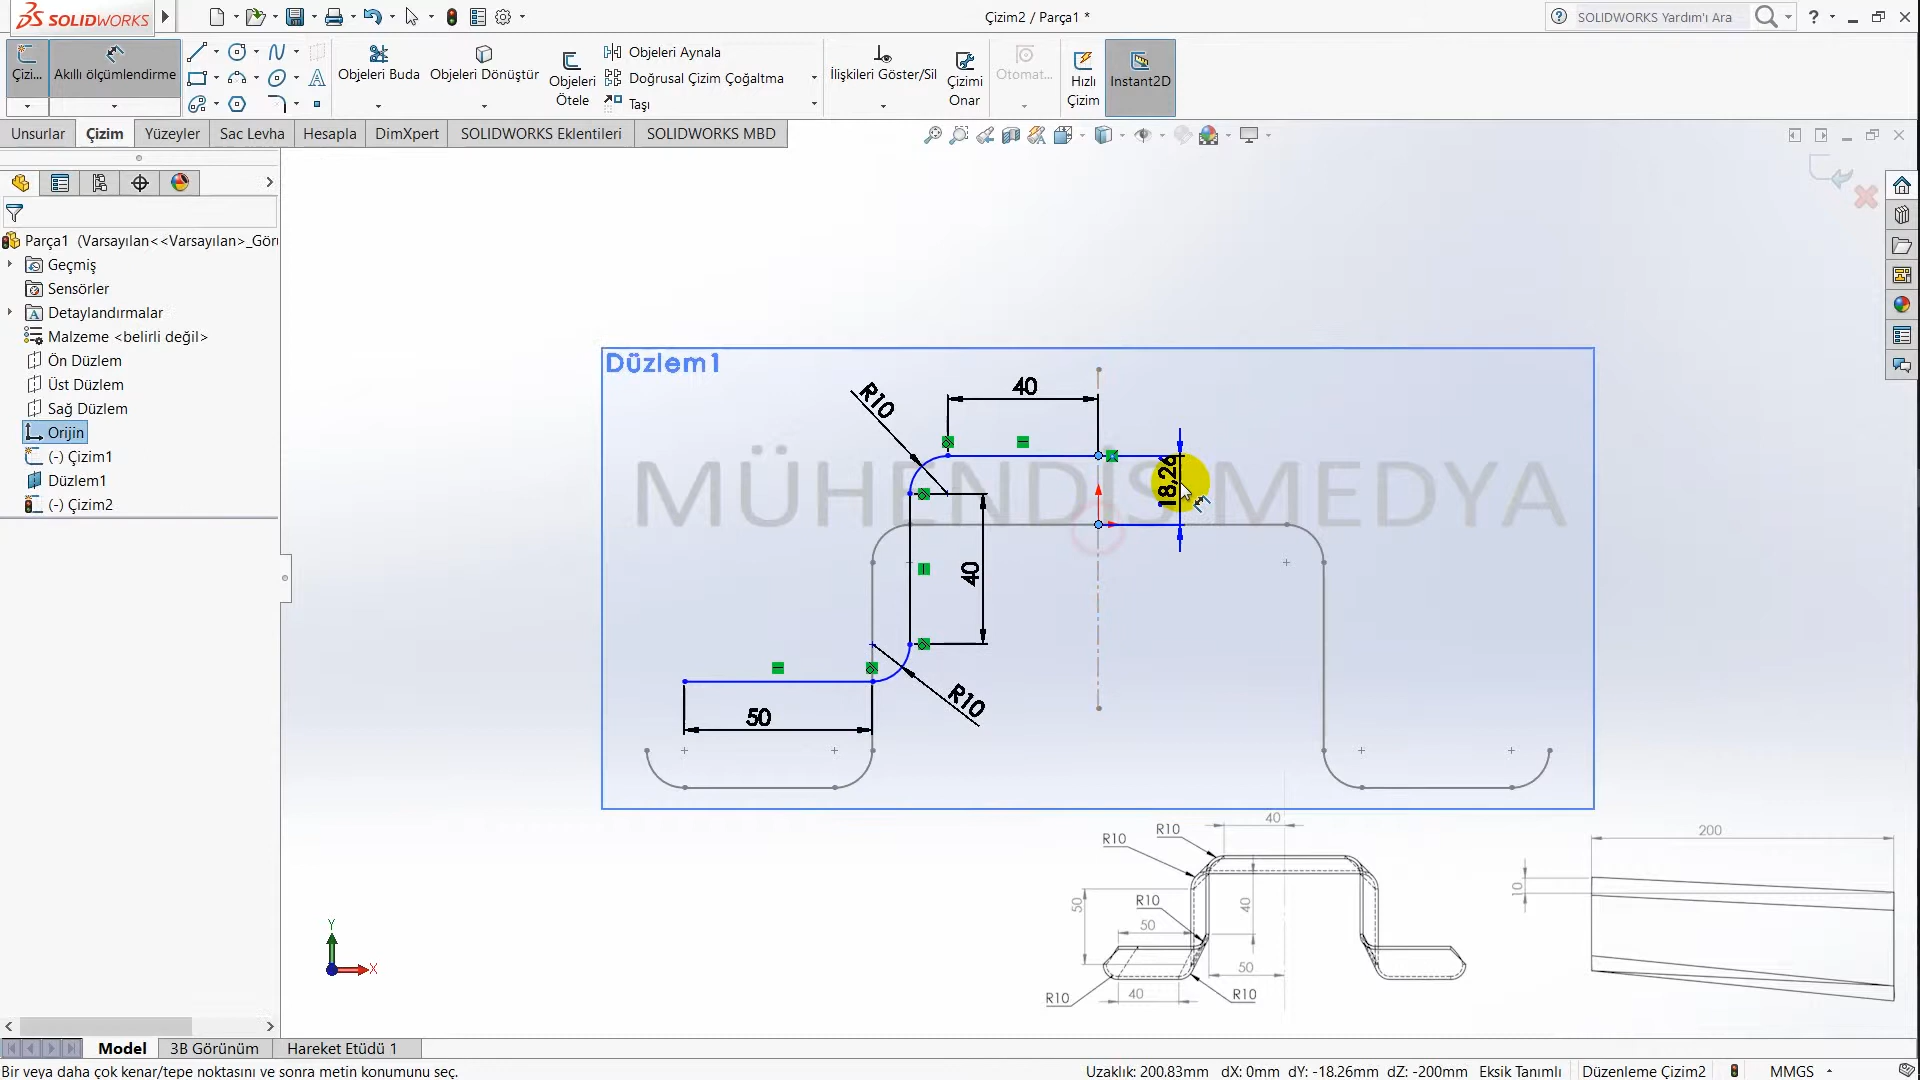 SOLIDWORKS
Çizim2 / Parça1 *
SOLIDWORKS Yardım'ı Ara
?
Çizi...
Akıllı ölçümlendirme
Objeleri Buda
Objeleri Dönüştür
Objeleri Ötele
Objeleri Aynala
Doğrusal Çizim Çoğaltma
Taşı
İlişkileri Göster/Sil
Çizimi Onar
Otomat...
Hızlı Çizim
Instant2D
Unsurlar
Çizim
Yüzeyler
Sac Levha
Hesapla
DimXpert
SOLIDWORKS Eklentileri
SOLIDWORKS MBD
Parça1 (Varsayılan<<Varsayılan>_Gör
Geçmiş
Sensörler
Detaylandırmalar
Malzeme <belirli değil>
Ön Düzlem
Üst Düzlem
Sağ Düzlem
Orijin
(-) Çizim1
Düzlem1
(-) Çizim2
Düzlem1
R10
40
18,26
MÜHENDİS MEDYA
40
R10
50
40
R10
R10
50
R10
50
40
50
R10
40
R10
200
10
Y
X
Model
3B Görünüm
Hareket Etüdü 1
Bir veya daha çok kenar/tepe noktasını ve sonra metin konumunu seç.
Uzaklık: 200.83mm dX: 0mm dY: -18.26mm dZ: -200mm
Eksik Tanımlı
Düzenleme Çizim2
MMGS